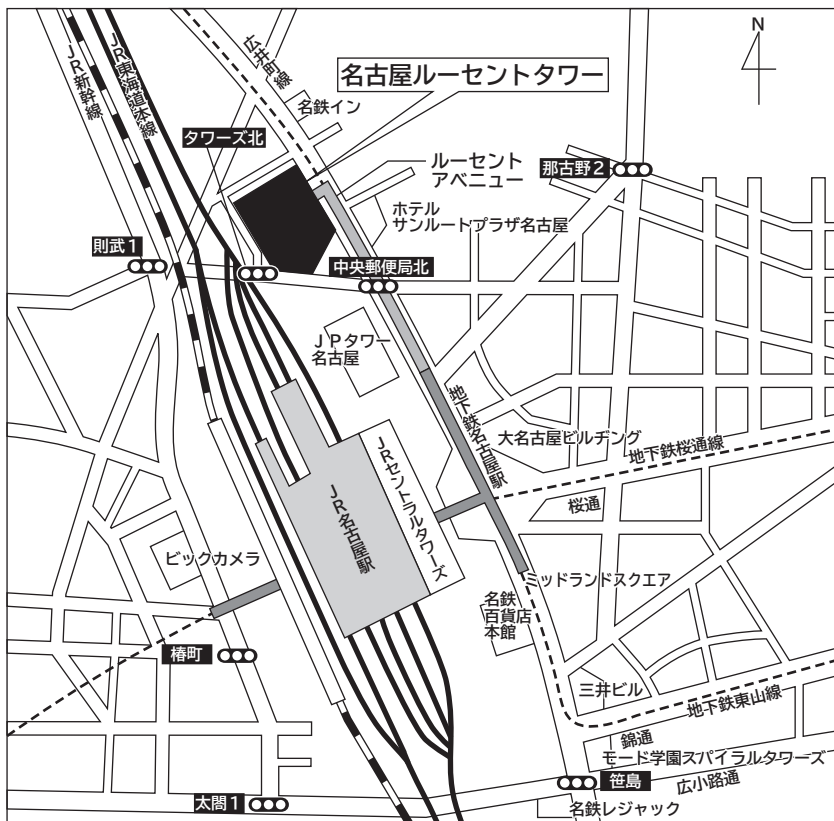 N
名古屋ルーセントタワー
広井町線
JR東海道本線
JR新幹線
名鉄イン
タワーズ北
ルーセント
アベニュー
那古野2
ホテル
サンルートプラザ名古屋
則武1
中央郵便局北
JPタワー
名古屋
地下鉄名古屋駅
大名古屋ビルヂング
地下鉄桜通線
JRセントラルタワーズ
JR名古屋駅
桜通
ビックカメラ
ミッドランドスクエア
名鉄
百貨店
本館
椿町
三井ビル
地下鉄東山線
錦通
モード学園スパイラルタワーズ
笹島
広小路通
太閤1
名鉄レジャック